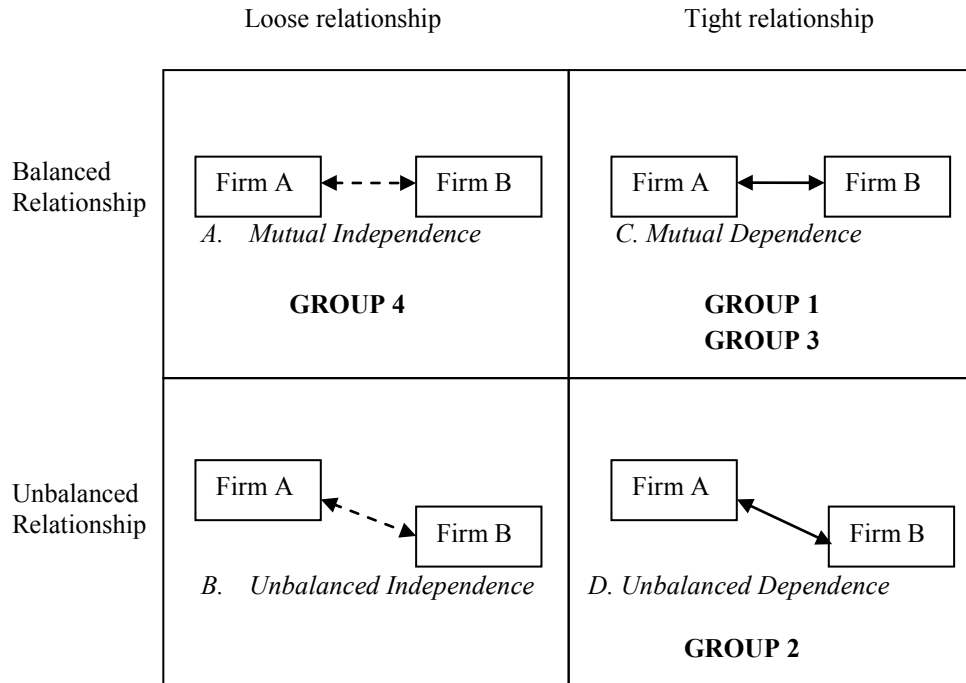 Loose relationship
Tight relationship
Balanced
Relationship
Firm A
Firm B
A. Mutual Independence
GROUP 4
Firm A
Firm B
C. Mutual Dependence
GROUP 1
GROUP 3
Unbalanced
Relationship
Firm A
Firm B
B. Unbalanced Independence
Firm A
Firm B
D. Unbalanced Dependence
GROUP 2